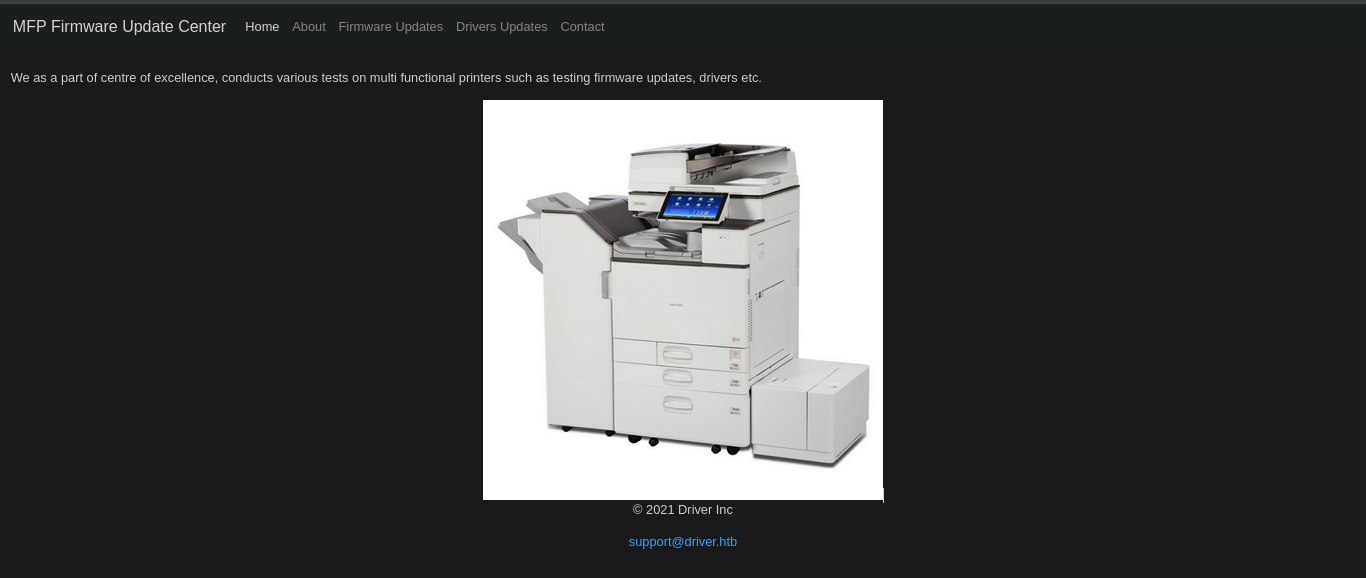 MFP Firmware Update Center Home About Firmware Updates Drivers Updates Contact
We as a part of centre of excellence, conducts various tests on multi functional printers such as testing firmware updates, drivers etc.
© 2021 Driver Inc
support@driver.htb